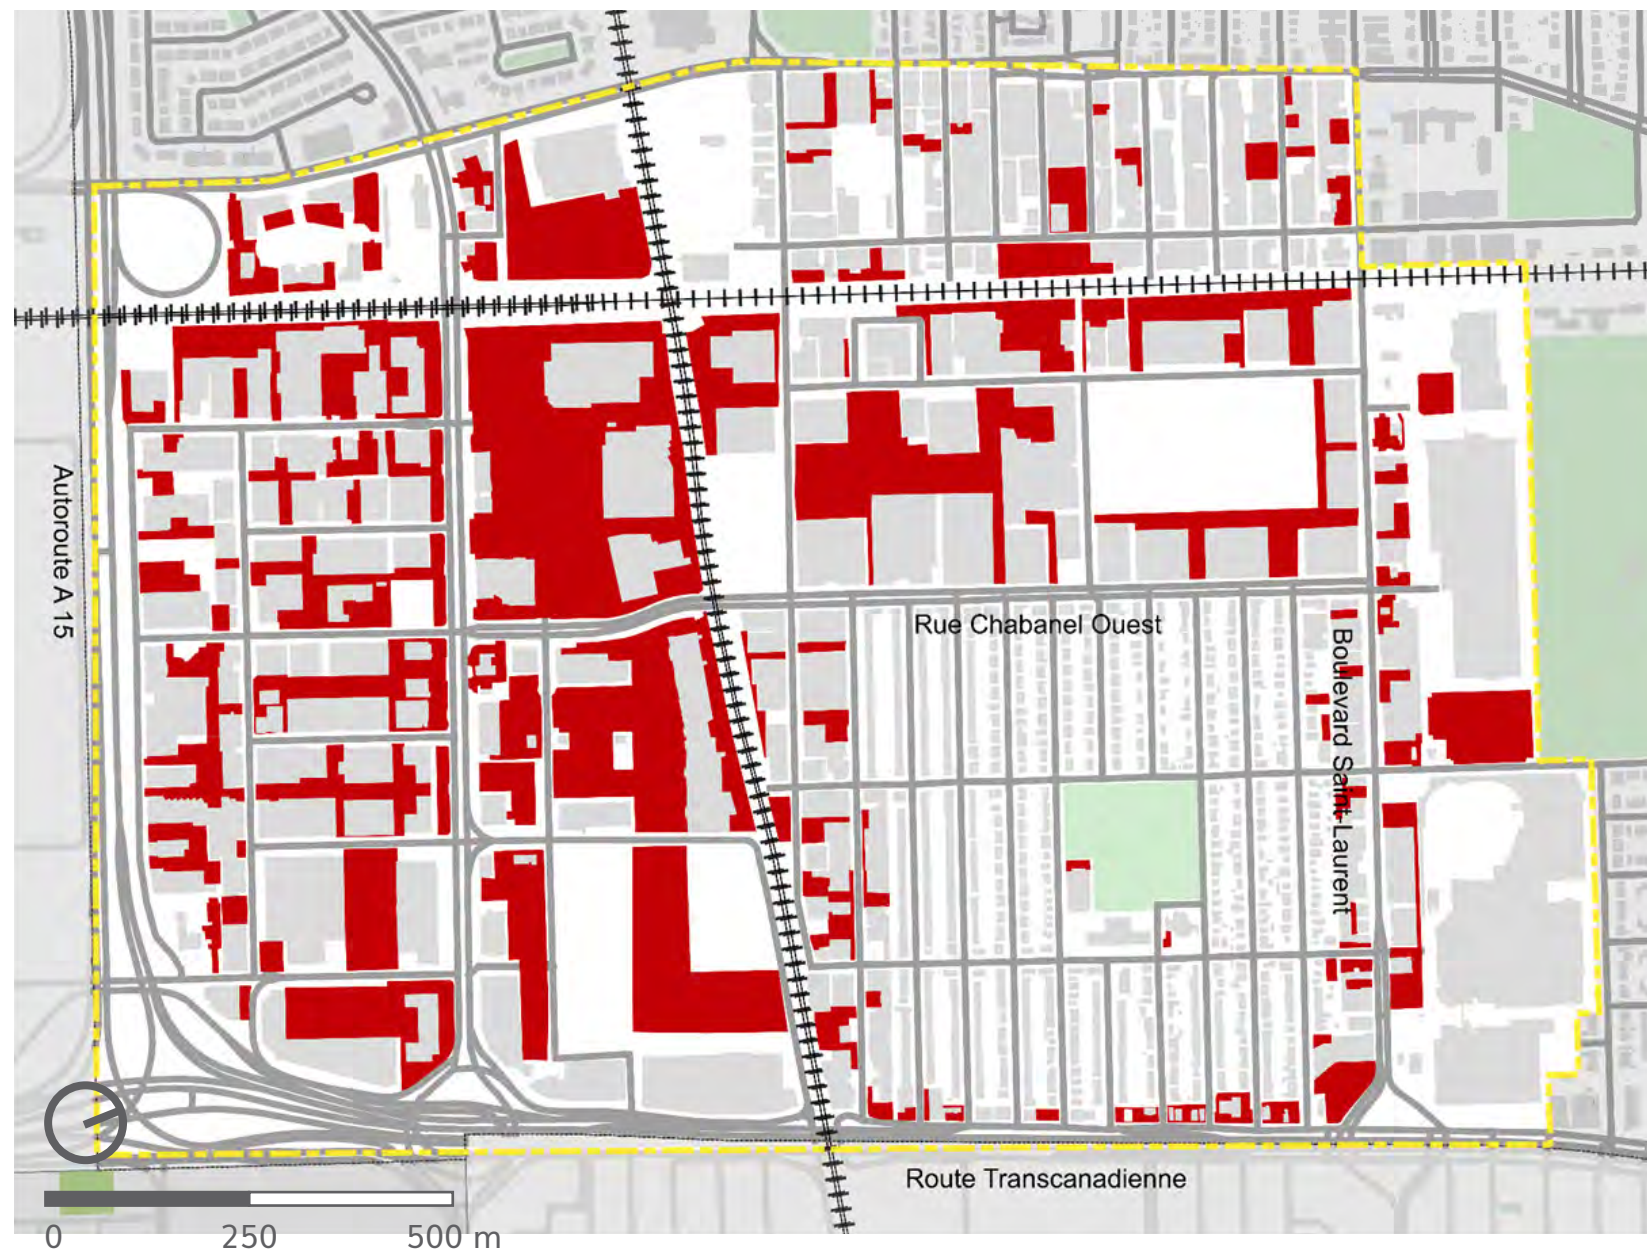 Autoroute A 15
Rue Chabanel Ouest
Boulevard Saint-Laurent
Route Transcanadienne
0 250 500 m